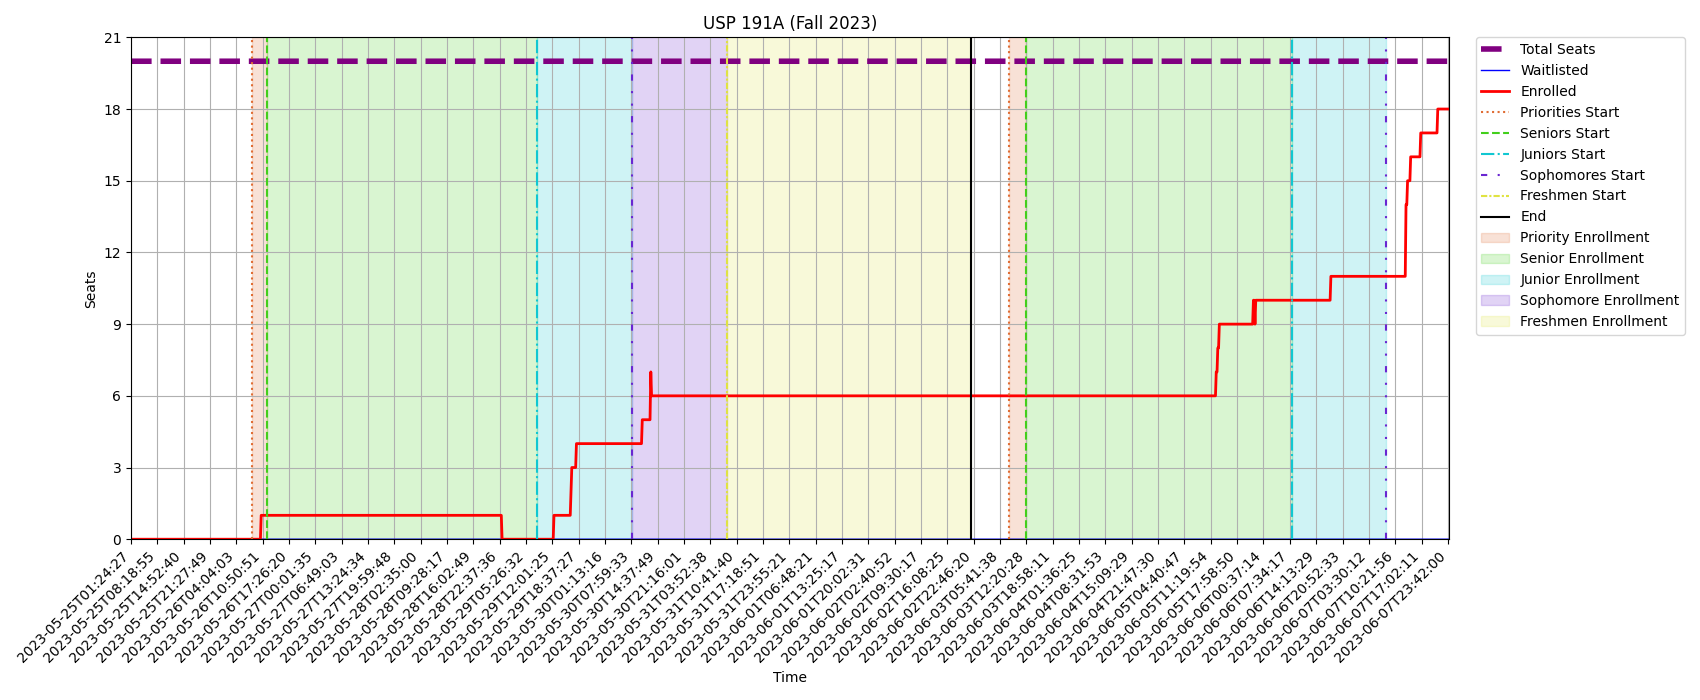 USP 191A (Fall 2023)
21
18
15
12
9
6
3
0
Seats
2023-05-25T01:24:27
2023-05-25T08:18:55
2023-05-25T14:52:40
2023-05-25T21:27:49
2023-05-26T04:04:03
2023-05-26T10:50:51
2023-05-26T17:26:20
2023-05-27T00:01:35
2023-05-27T06:49:03
2023-05-27T13:24:34
2023-05-27T19:59:48
2023-05-28T02:35:00
2023-05-28T09:28:17
2023-05-28T16:02:49
2023-05-28T22:37:36
2023-05-29T05:26:32
2023-05-29T12:01:25
2023-05-29T18:37:27
2023-05-30T01:13:16
2023-05-30T07:59:33
2023-05-30T14:37:49
2023-05-30T21:16:01
2023-05-31T03:52:38
2023-05-31T10:41:40
2023-05-31T17:18:51
2023-05-31T23:55:21
2023-06-01T06:48:21
2023-06-01T13:25:17
2023-06-01T20:02:31
2023-06-02T02:40:52
2023-06-02T09:30:17
2023-06-02T16:08:25
2023-06-02T22:46:20
2023-06-03T05:41:38
2023-06-03T12:20:28
2023-06-03T18:58:11
2023-06-04T01:36:25
2023-06-04T08:31:53
2023-06-04T15:09:29
2023-06-04T21:47:30
2023-06-05T04:40:47
2023-06-05T11:19:54
2023-06-05T17:58:50
2023-06-06T00:37:14
2023-06-06T07:34:17
2023-06-06T14:13:29
2023-06-06T20:52:33
2023-06-07T03:30:12
2023-06-07T10:21:56
2023-06-07T17:02:11
2023-06-07T23:42:00
Time
Total Seats
Waitlisted
Enrolled
Priorities Start
Seniors Start
Juniors Start
Sophomores Start
Freshmen Start
End
Priority Enrollment
Senior Enrollment
Junior Enrollment
Sophomore Enrollment
Freshmen Enrollment